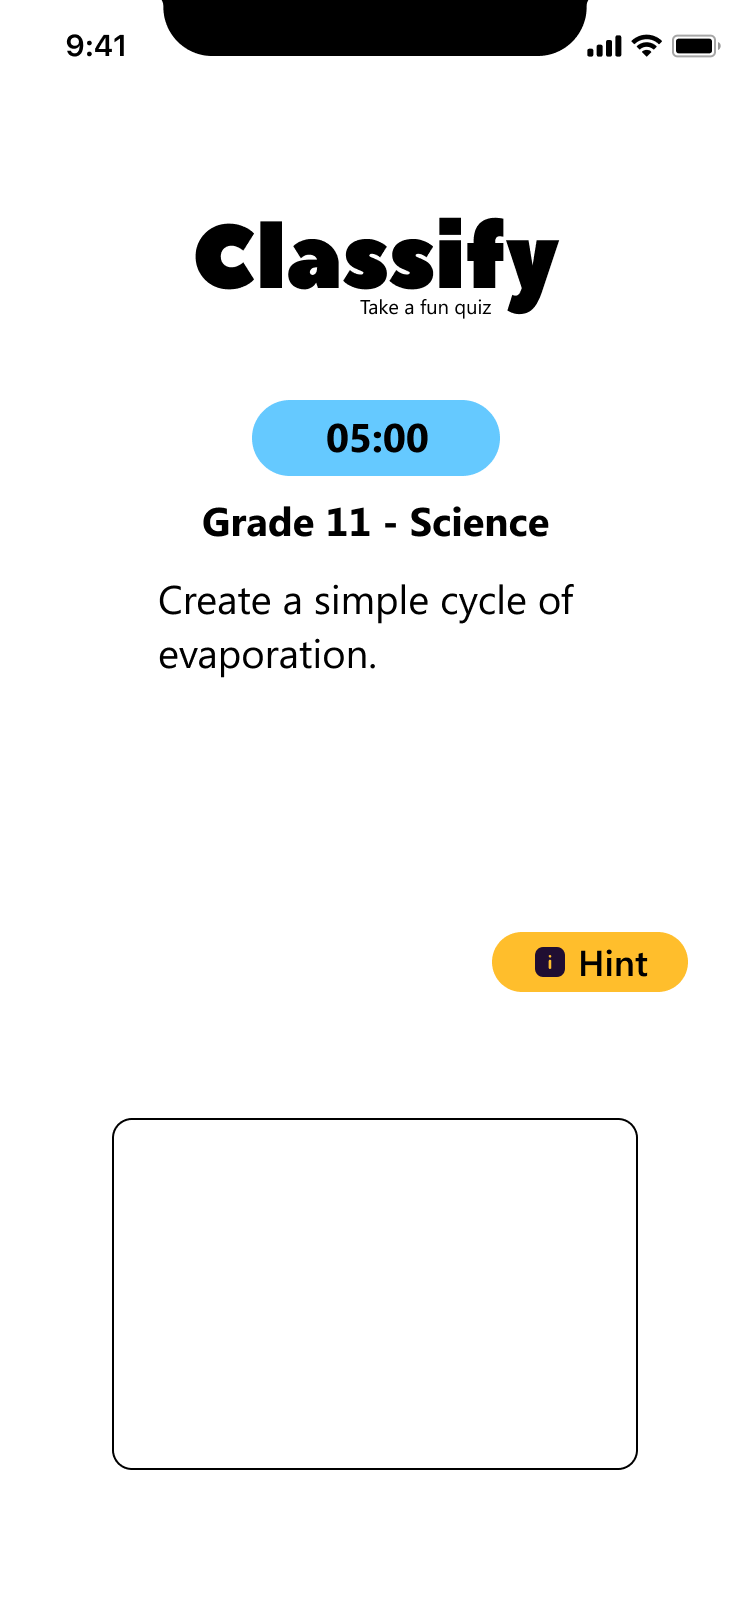 9:41
Classify
Take a fun quiz
05:00
Grade 11 - Science
Create a simple cycle of
evaporation.
i Hint